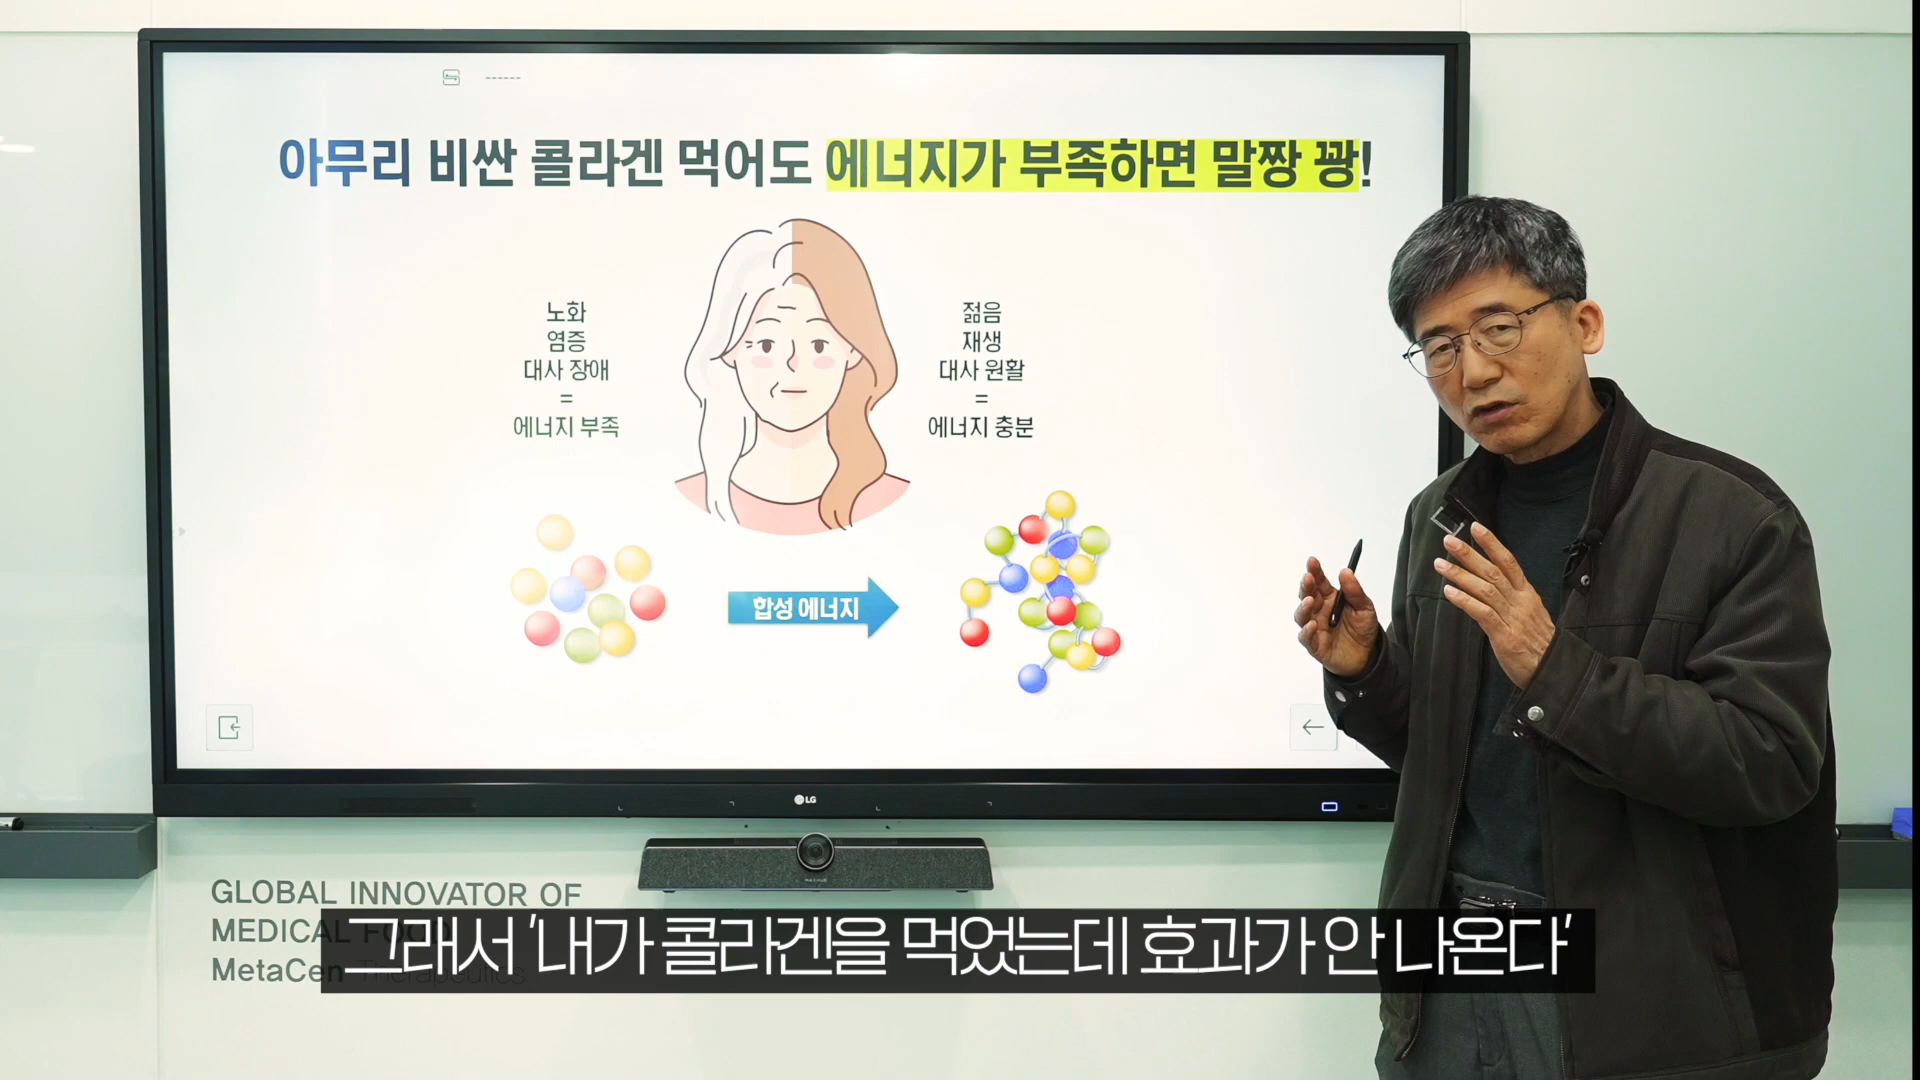 아무리 비싼 콜라겐 먹어도 에너지가 부족하면 말짱 꽝!
노화
염증
대사 장애
=
에너지 부족
젊음
재생
대사 원활
=
에너지 충분
합성 에너지
LG
GLOBAL INNOVATOR OF
MEDICAL FOOD
MetaCen Therapeutics
그래서 '내가 콜라겐을 먹었는데 효과가 안 나온다'